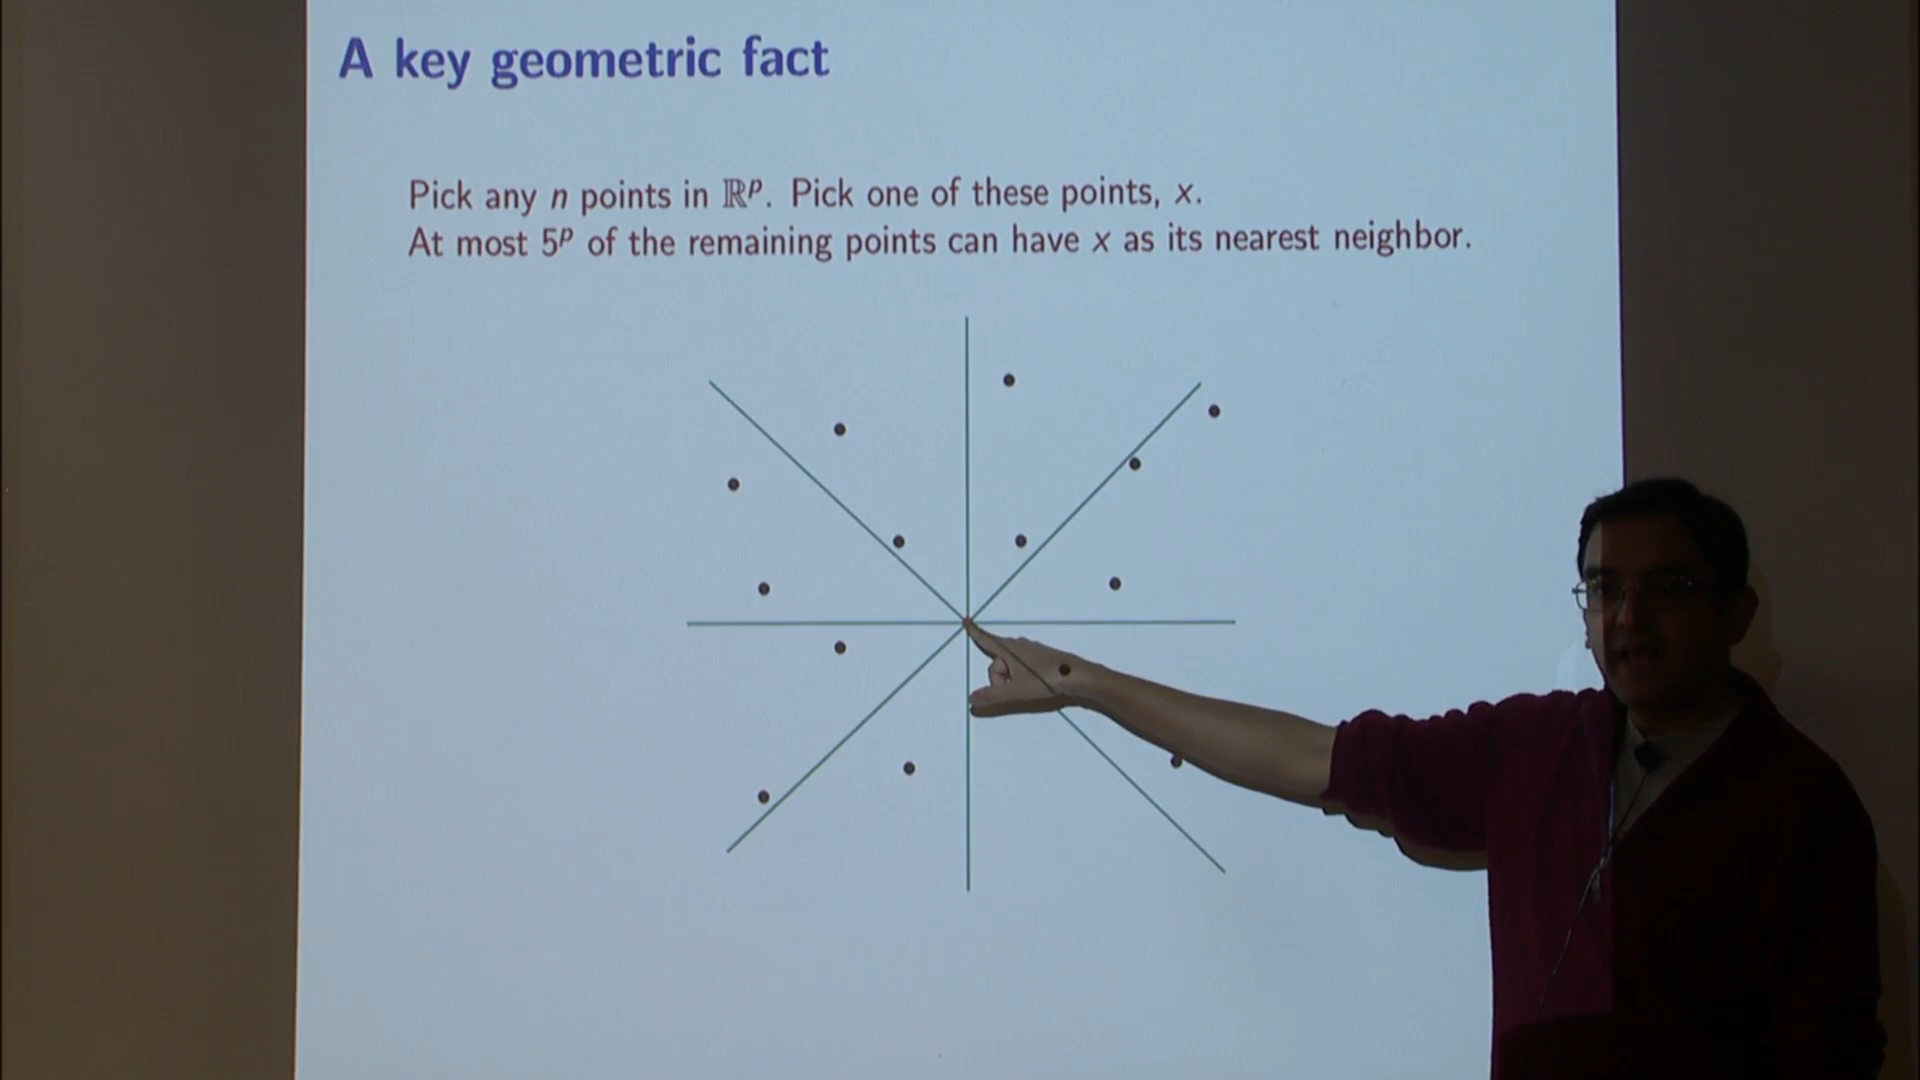 A key geometric fact
Pick any n points in ℝᵖ. Pick one of these points, x.
At most 5ᵖ of the remaining points can have x as its nearest neighbor.